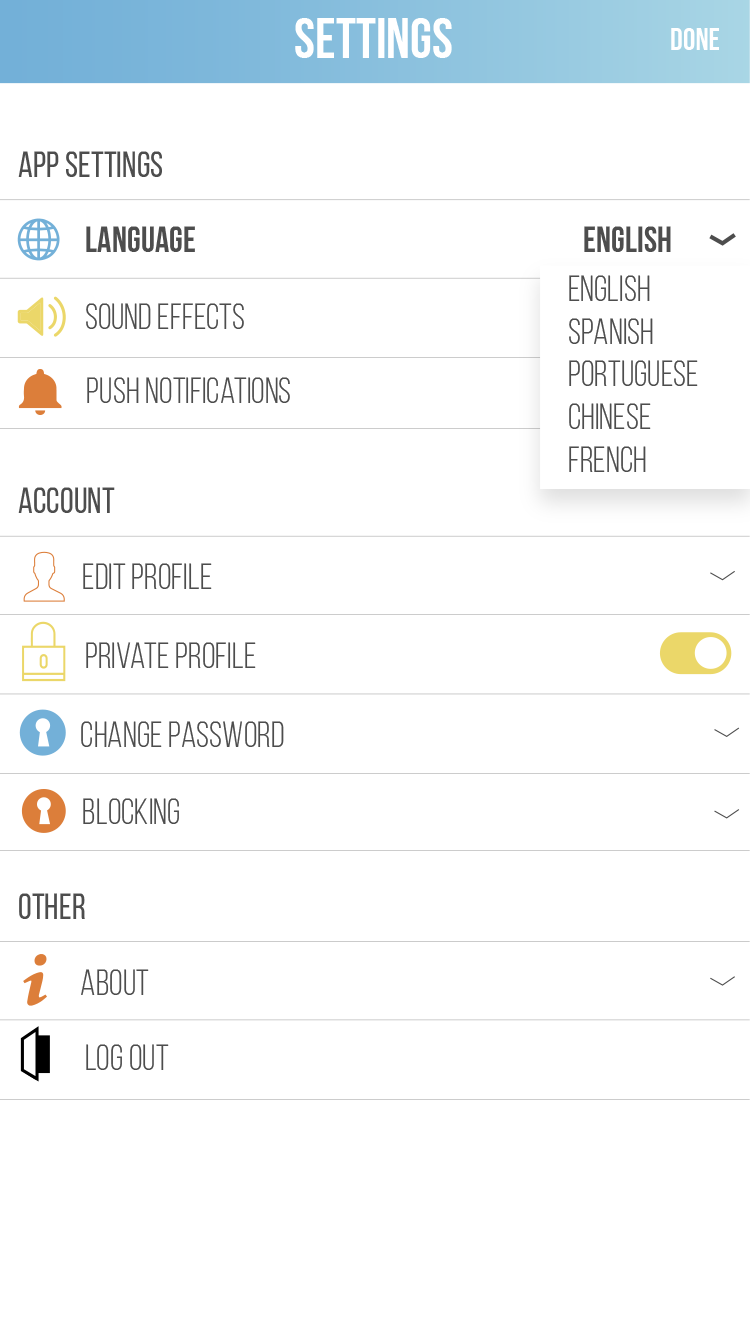 SETTINGS
DONE
APP SETTINGS
LANGUAGE
ENGLISH
ENGLISH
SPANISH
PORTUGUESE
CHINESE
FRENCH
SOUND EFFECTS
PUSH NOTIFICATIONS
ACCOUNT
EDIT PROFILE
PRIVATE PROFILE
CHANGE PASSWORD
BLOCKING
OTHER
ABOUT
LOG OUT